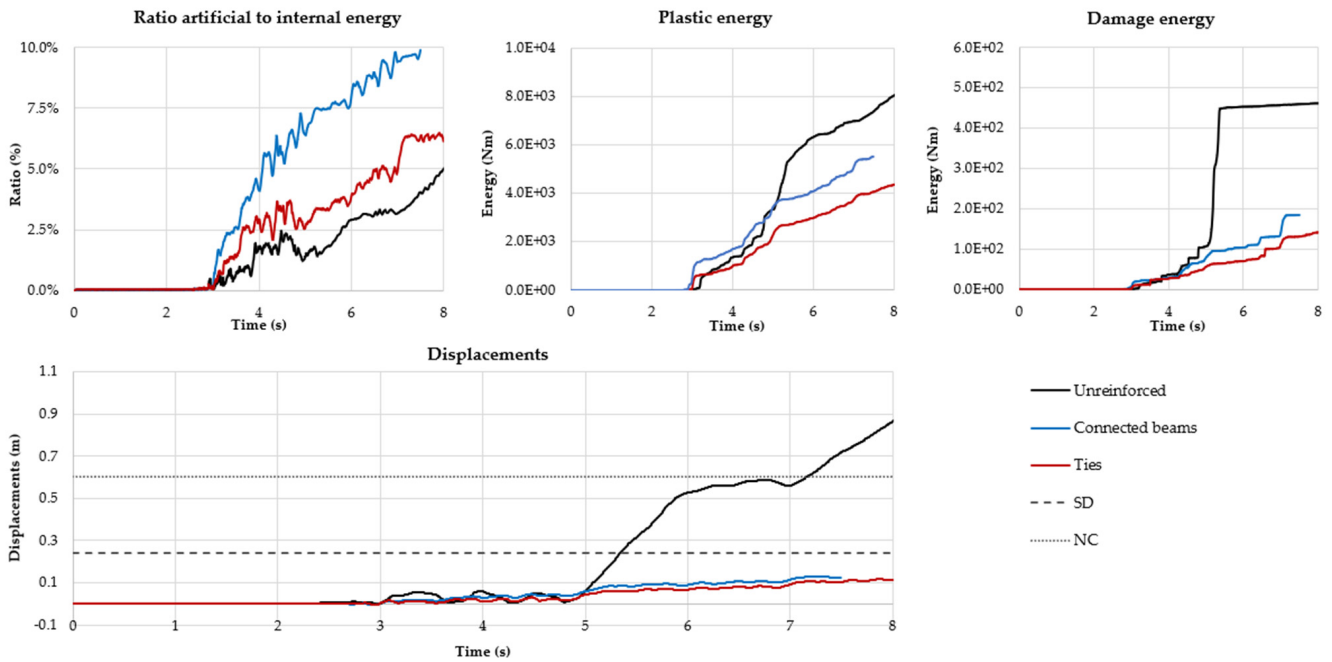 Ratio artificial to internal energy
10.0%
7.5%
5.0%
2.5%
0.0%
Ratio (%)
0 2 4 6 8
Time (s)
Plastic energy
1.0E+04
8.0E+03
6.0E+03
4.0E+03
2.0E+03
0.0E+00
Energy (Nm)
0 2 4 6 8
Time (s)
Damage energy
6.0E+02
5.0E+02
4.0E+02
3.0E+02
2.0E+02
1.0E+02
0.0E+00
Energy (Nm)
0 2 4 6 8
Time (s)
Displacements
1.1
0.9
0.7
0.5
0.3
0.1
-0.1
Displacements (m)
0 1 2 3 4 5 6 7 8
Time (s)
Unreinforced
Connected beams
Ties
SD
NC